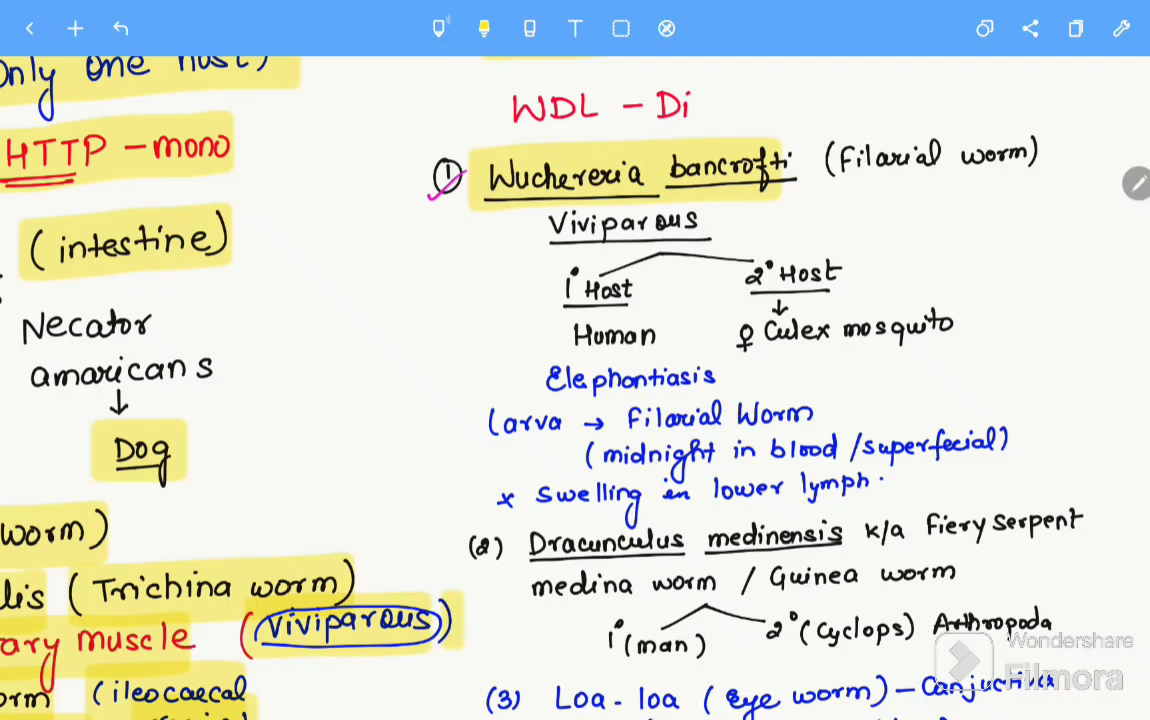 Only one host)
HTTP - mono
(intestine)
Necator
amaricans
↓
Dog
worm)
lis (Trichina worm)
ary muscle (Viviparous)
orm (ileocaecal
WDL - Di
① Wuchereria bancrofti (Filarial worm)
Viviparous
1° Host 2° Host
↓
Human ♀ Culex mosquito
Elephontiasis
Larva → Filarial Worm
(midnight in blood /superfecial)
* Swelling in lower lymph.
(2) Dracunculus medinensis k/a Fiery serpent
medina worm / Guinea worm
1° (man) 2° (cyclops) Arthropoda
(3) Loa-loa (Eye worm) - Conjuctiva
Wondershare
Filmora